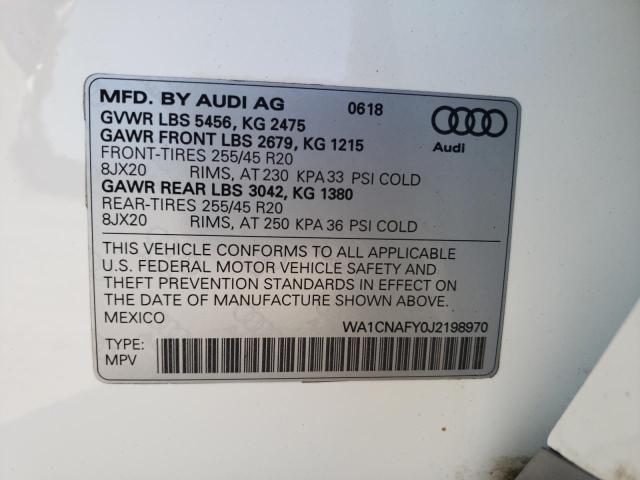 MFD. BY AUDI AG 0618
GVWR LBS 5456, KG 2475
GAWR FRONT LBS 2679, KG 1215
FRONT-TIRES 255/45 R20
8JX20 RIMS, AT 230 KPA 33 PSI COLD
GAWR REAR LBS 3042, KG 1380
REAR-TIRES 255/45 R20
8JX20 RIMS, AT 250 KPA 36 PSI COLD
Audi
THIS VEHICLE CONFORMS TO ALL APPLICABLE
U.S. FEDERAL MOTOR VEHICLE SAFETY AND
THEFT PREVENTION STANDARDS IN EFFECT ON
THE DATE OF MANUFACTURE SHOWN ABOVE.
MEXICO WA1CNAFY0J2198970
TYPE:
MPV